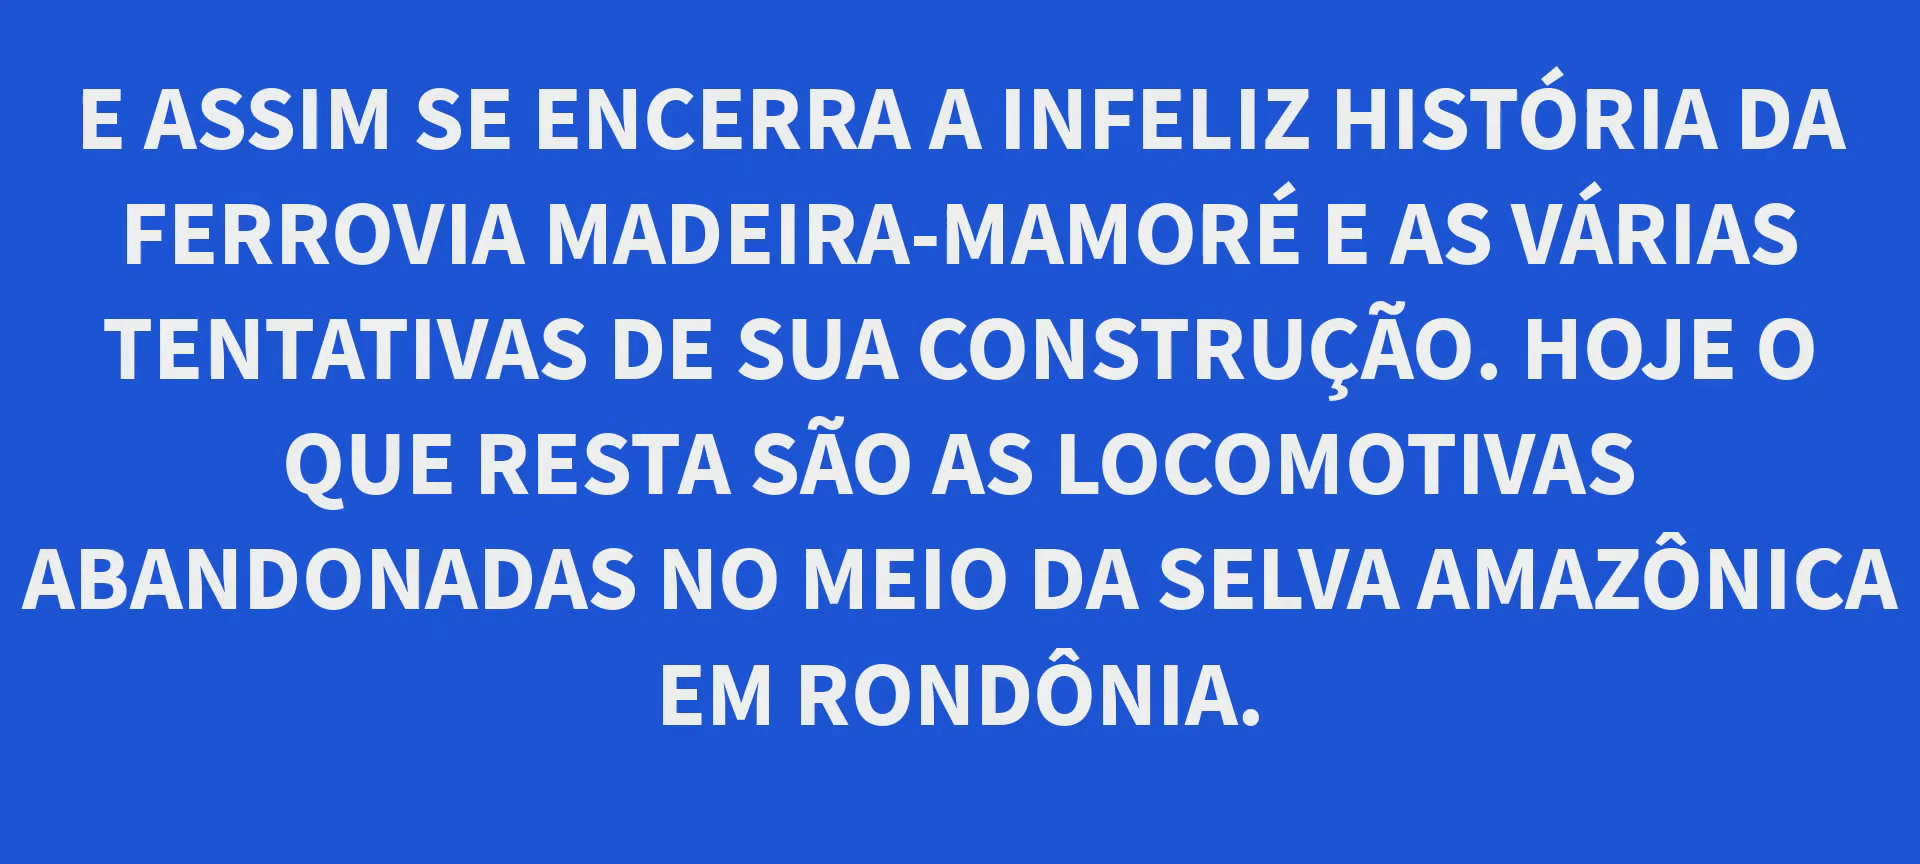 E ASSIM SE ENCERRA A INFELIZ HISTÓRIA DA
FERROVIA MADEIRA-MAMORÉ E AS VÁRIAS
TENTATIVAS DE SUA CONSTRUÇÃO. HOJE O
QUE RESTA SÃO AS LOCOMOTIVAS
ABANDONADAS NO MEIO DA SELVA AMAZÔNICA
EM RONDÔNIA.